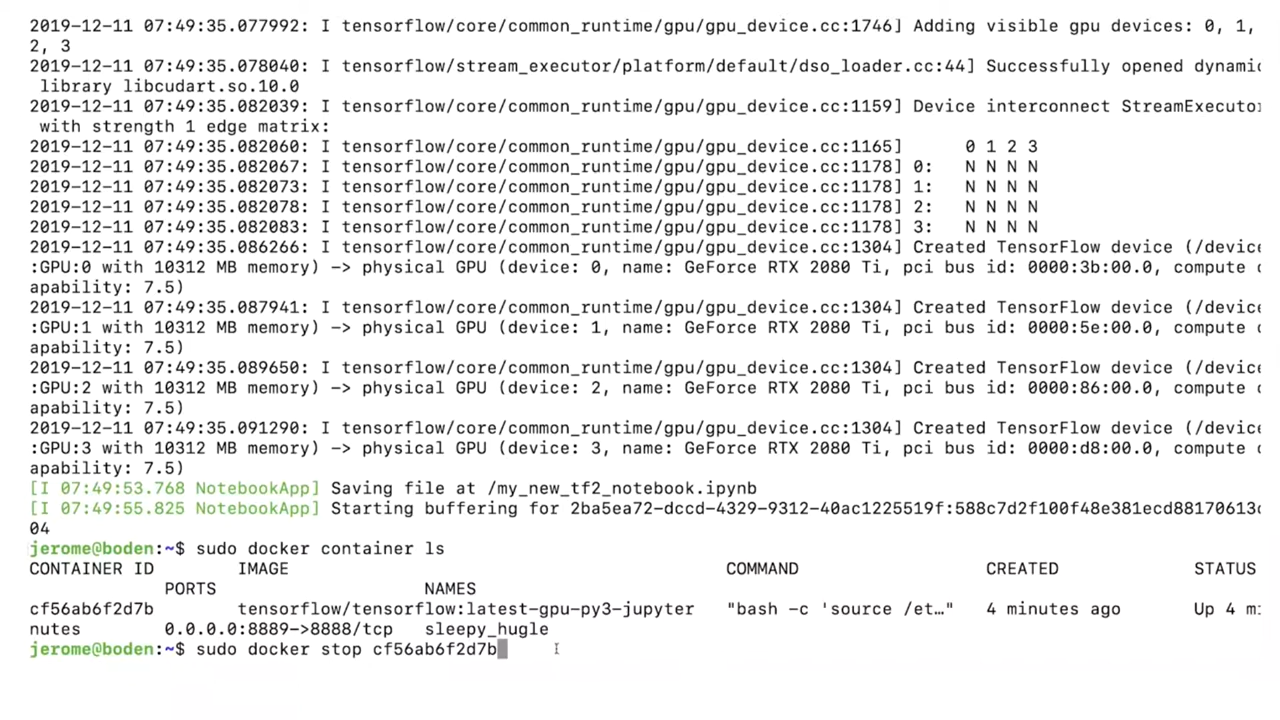 2019-12-11 07:49:35.077992: I tensorflow/core/common_runtime/gpu/gpu_device.cc:1746] Adding visible gpu devices: 0, 1,
2, 3
2019-12-11 07:49:35.078040: I tensorflow/stream_executor/platform/default/dso_loader.cc:44] Successfully opened dynamic
library libcudart.so.10.0
2019-12-11 07:49:35.082039: I tensorflow/core/common_runtime/gpu/gpu_device.cc:1159] Device interconnect StreamExecutor
with strength 1 edge matrix:
2019-12-11 07:49:35.082060: I tensorflow/core/common_runtime/gpu/gpu_device.cc:1165]      0 1 2 3
2019-12-11 07:49:35.082067: I tensorflow/core/common_runtime/gpu/gpu_device.cc:1178] 0:   N N N N
2019-12-11 07:49:35.082073: I tensorflow/core/common_runtime/gpu/gpu_device.cc:1178] 1:   N N N N
2019-12-11 07:49:35.082078: I tensorflow/core/common_runtime/gpu/gpu_device.cc:1178] 2:   N N N N
2019-12-11 07:49:35.082083: I tensorflow/core/common_runtime/gpu/gpu_device.cc:1178] 3:   N N N N
2019-12-11 07:49:35.086266: I tensorflow/core/common_runtime/gpu/gpu_device.cc:1304] Created TensorFlow device (/device
:GPU:0 with 10312 MB memory) -> physical GPU (device: 0, name: GeForce RTX 2080 Ti, pci bus id: 0000:3b:00.0, compute c
apability: 7.5)
2019-12-11 07:49:35.087941: I tensorflow/core/common_runtime/gpu/gpu_device.cc:1304] Created TensorFlow device (/device
:GPU:1 with 10312 MB memory) -> physical GPU (device: 1, name: GeForce RTX 2080 Ti, pci bus id: 0000:5e:00.0, compute c
apability: 7.5)
2019-12-11 07:49:35.089650: I tensorflow/core/common_runtime/gpu/gpu_device.cc:1304] Created TensorFlow device (/device
:GPU:2 with 10312 MB memory) -> physical GPU (device: 2, name: GeForce RTX 2080 Ti, pci bus id: 0000:86:00.0, compute c
apability: 7.5)
2019-12-11 07:49:35.091290: I tensorflow/core/common_runtime/gpu/gpu_device.cc:1304] Created TensorFlow device (/device
:GPU:3 with 10312 MB memory) -> physical GPU (device: 3, name: GeForce RTX 2080 Ti, pci bus id: 0000:d8:00.0, compute c
apability: 7.5)
[I 07:49:53.768 NotebookApp] Saving file at /my_new_tf2_notebook.ipynb
[I 07:49:55.825 NotebookApp] Starting buffering for 2ba5ea72-dccd-4329-9312-40ac1225519f:588c7d2f100f48e381ecd88170613c
04
jerome@boden:~$ sudo docker container ls
CONTAINER ID        IMAGE                                          COMMAND                  CREATED             STATUS
PORTS                    NAMES
cf56ab6f2d7b        tensorflow/tensorflow:latest-gpu-py3-jupyter   "bash -c 'source /et…"   4 minutes ago       Up 4 mi
nutes        0.0.0.0:8889->8888/tcp   sleepy_hugle
jerome@boden:~$ sudo docker stop cf56ab6f2d7b